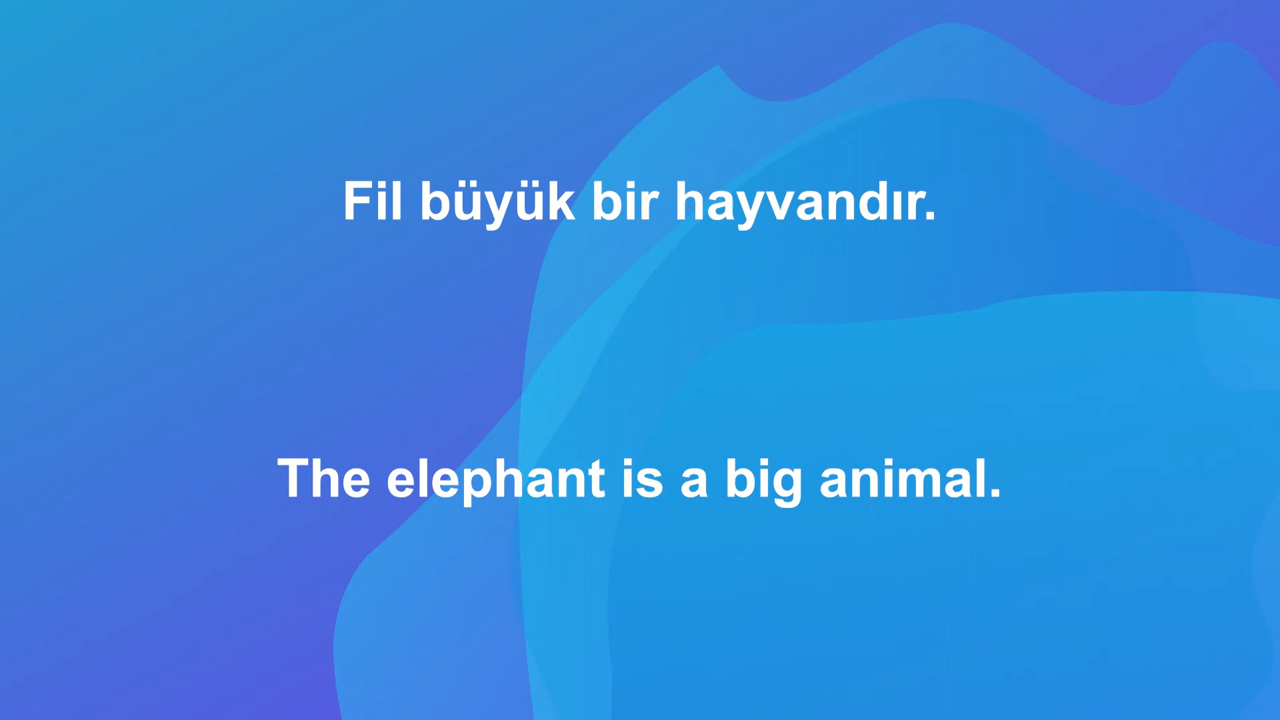 Fil büyük bir hayvandır.
The elephant is a big animal.